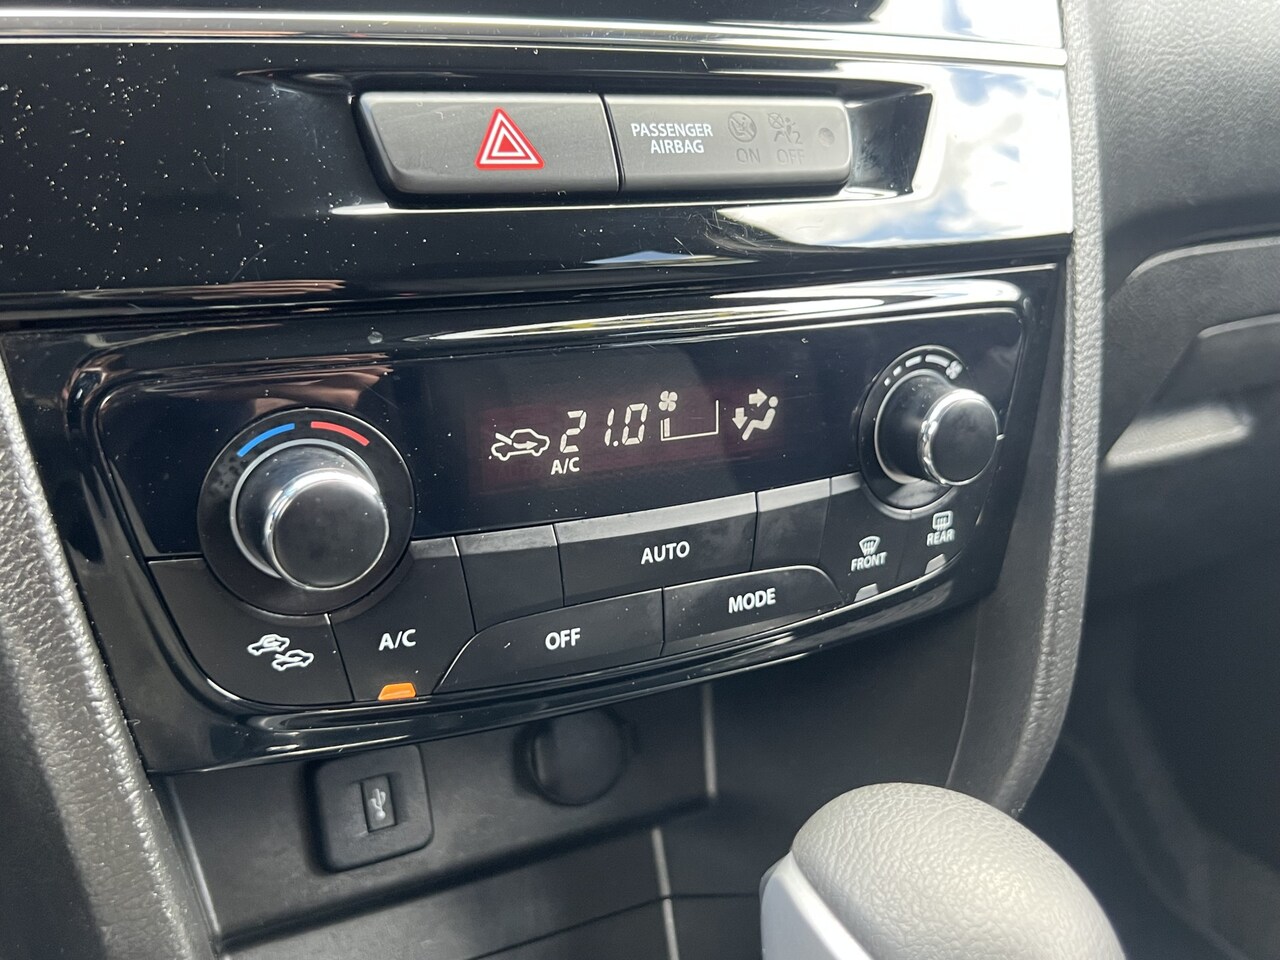 PASSENGER
AIRBAG
ON OFF
21.0
A/C
AUTO
FRONT
REAR
A/C
OFF
MODE